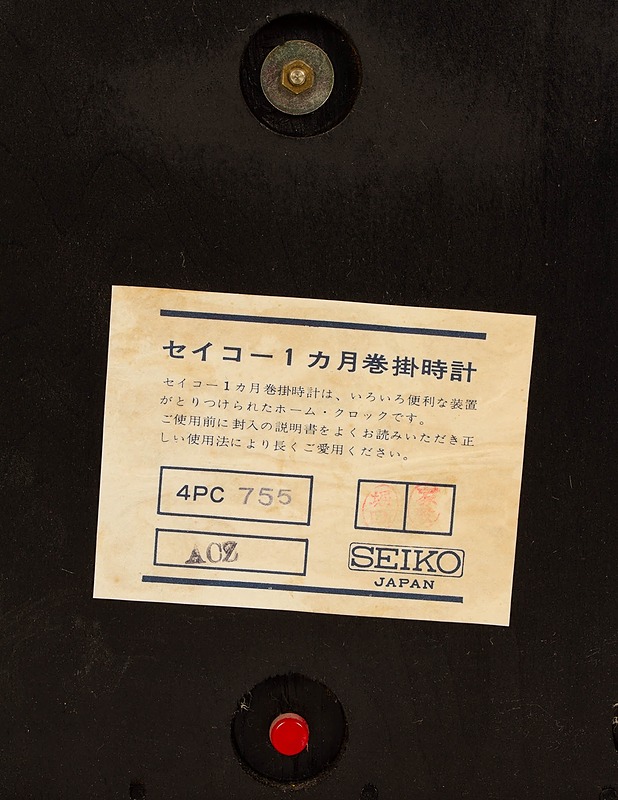 セイコー1カ月巻掛時計
セイコー1カ月巻掛時計は、いろいろ便利な装置
がとりつけられたホーム・クロックです。
ご使用前に封入の説明書をよくお読みいただき正
しい使用法により長くご愛用ください。
4PC 755
SEIKO
JAPAN